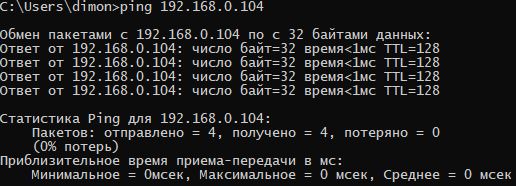 C:\Users\dimon>ping 192.168.0.104
Обмен пакетами с 192.168.0.104 по с 32 байтами данных:
Ответ от 192.168.0.104: число байт=32 время<1мс TTL=128
Ответ от 192.168.0.104: число байт=32 время<1мс TTL=128
Ответ от 192.168.0.104: число байт=32 время<1мс TTL=128
Ответ от 192.168.0.104: число байт=32 время<1мс TTL=128
Статистика Ping для 192.168.0.104:
Пакетов: отправлено = 4, получено = 4, потеряно = 0
(0% потерь)
Приблизительное время приема-передачи в мс:
Минимальное = 0мсек, Максимальное = 0 мсек, Среднее = 0 мсек